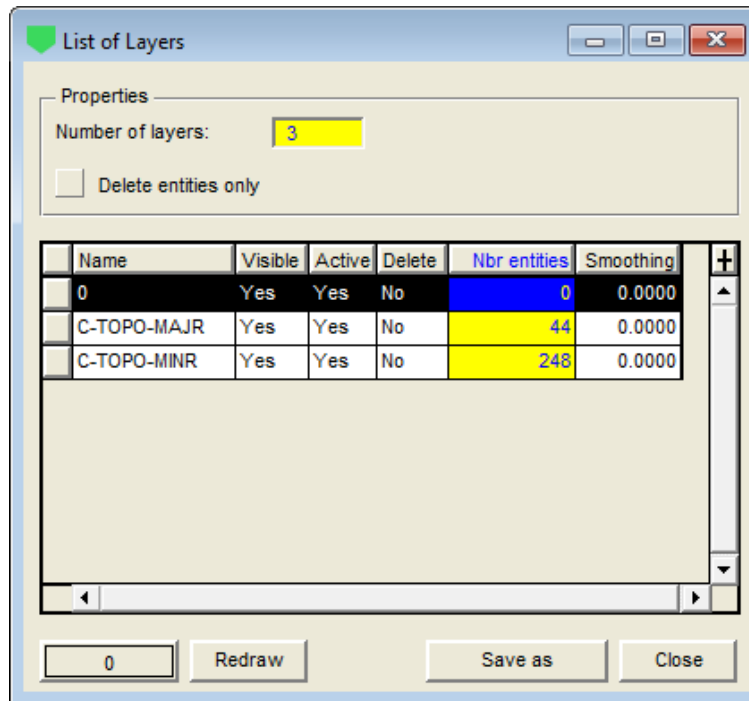 List of Layers
Properties
Number of layers: 3
Delete entities only
Name Visible Active Delete Nbr entities Smoothing +
0 Yes Yes No 0 0.0000
C-TOPO-MAJR Yes Yes No 44 0.0000
C-TOPO-MINR Yes Yes No 248 0.0000
0 Redraw Save as Close